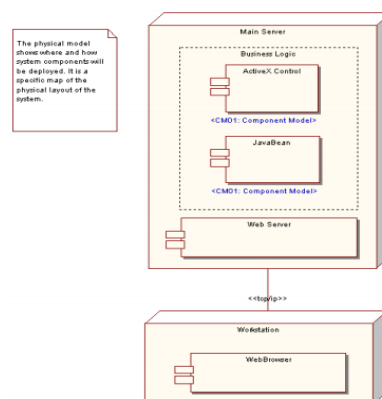 The physical model
shows where and how
system components will
be deployed. It is a
specific map of the
physical layout of the
system.
Main Server
Business Logic
ActiveX Control
<CM01: Component Model>
JavaBean
<CM01: Component Model>
Web Server
<<tcp/ip>>
Workstation
WebBrowser